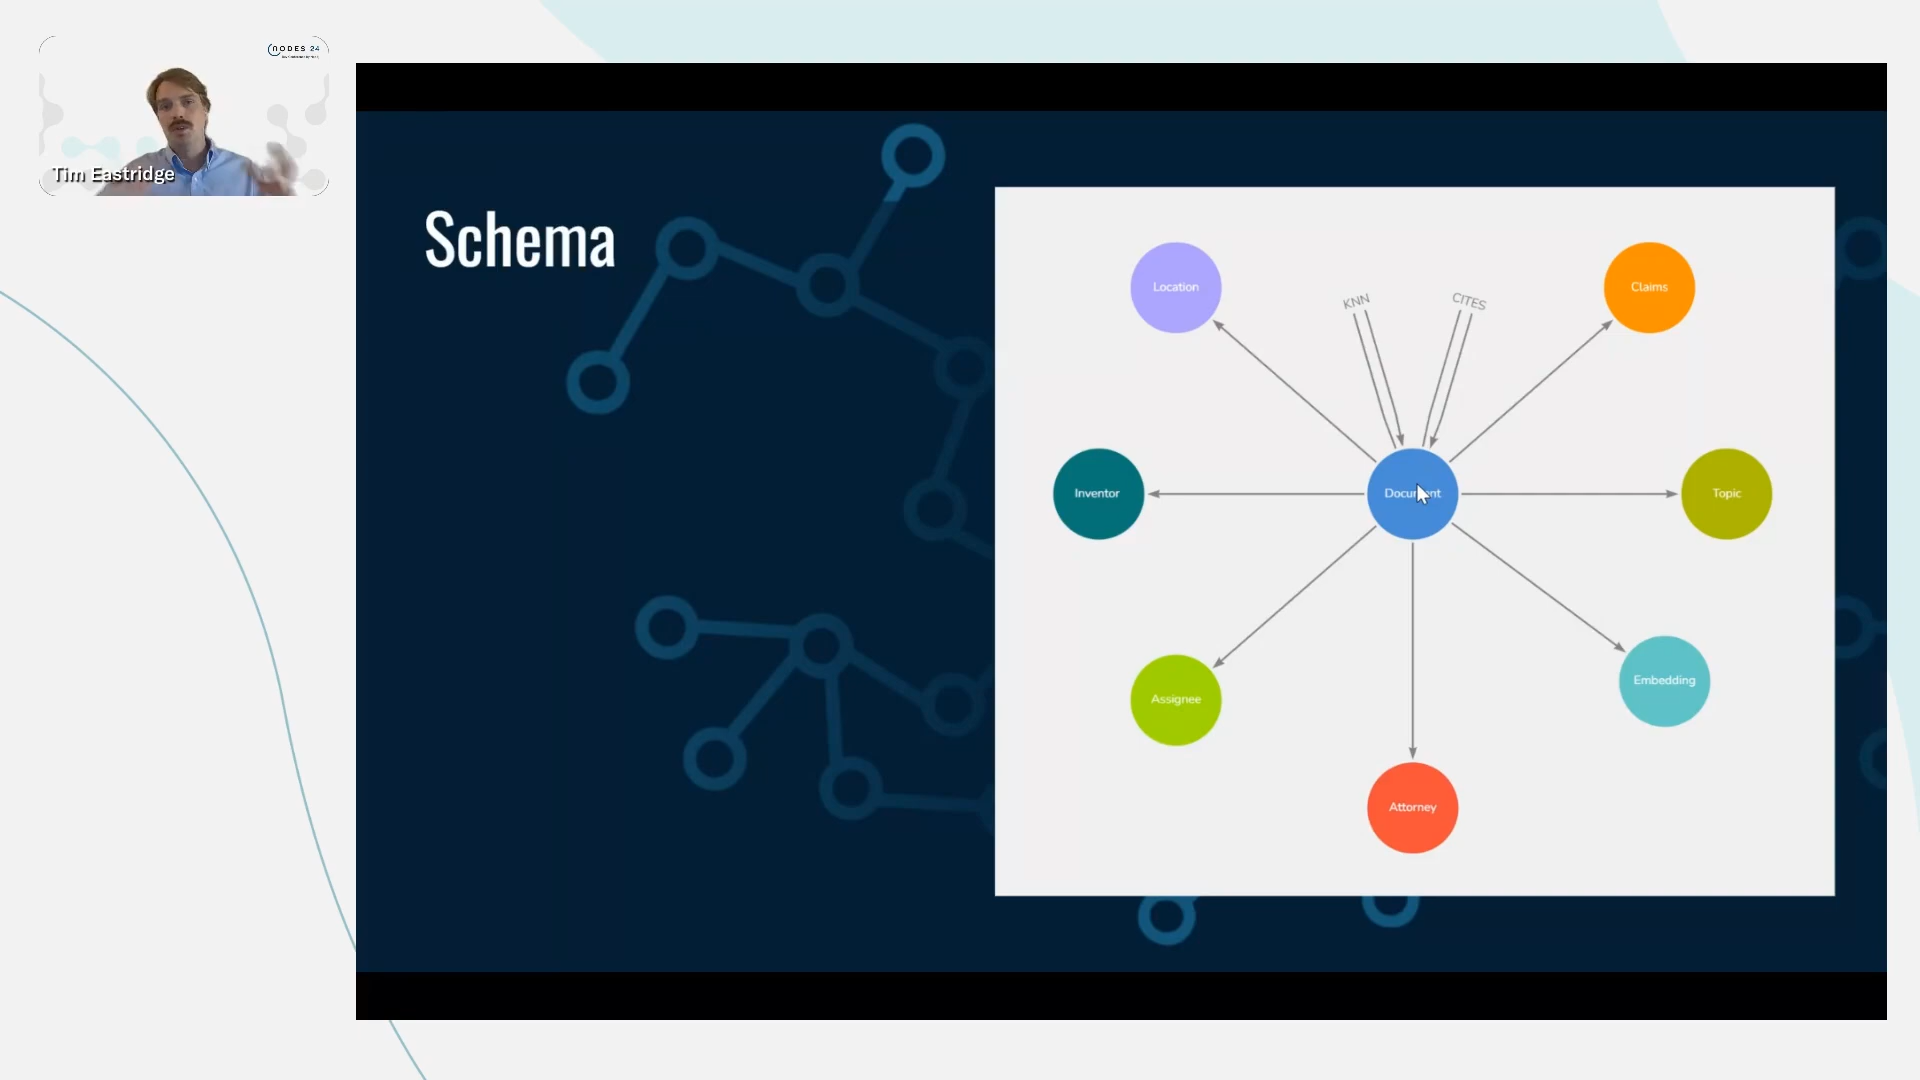 NODES 24
Tim Eastridge
Schema
Location
KNN
CITES
Claims
Inventor
Document
Topic
Assignee
Embedding
Attorney